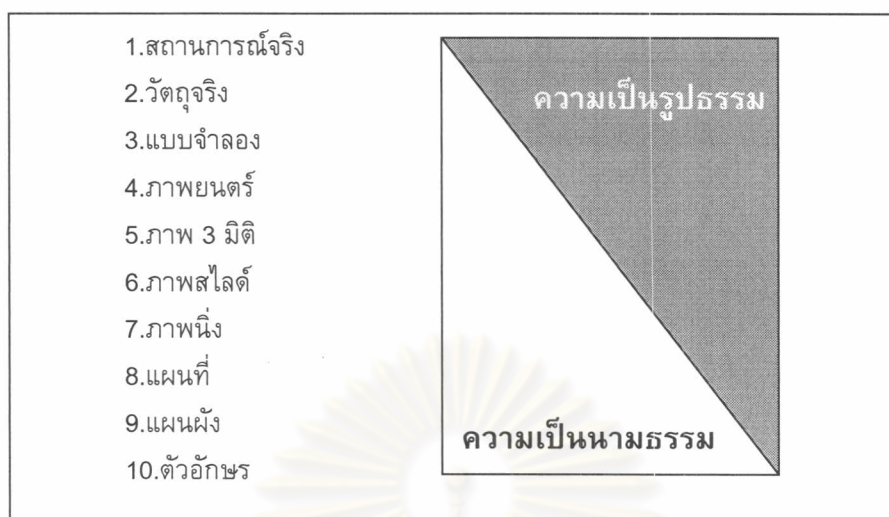 1.สถานการณ์จริง
2.วัตถุจริง
3.แบบจำลอง
4.ภาพยนตร์
5.ภาพ 3 มิติ
6.ภาพสไลด์
7.ภาพนิ่ง
8.แผนที่
9.แผนผัง
10.ตัวอักษร
ความเป็นรูปธรรม
ความเป็นนามธรรม